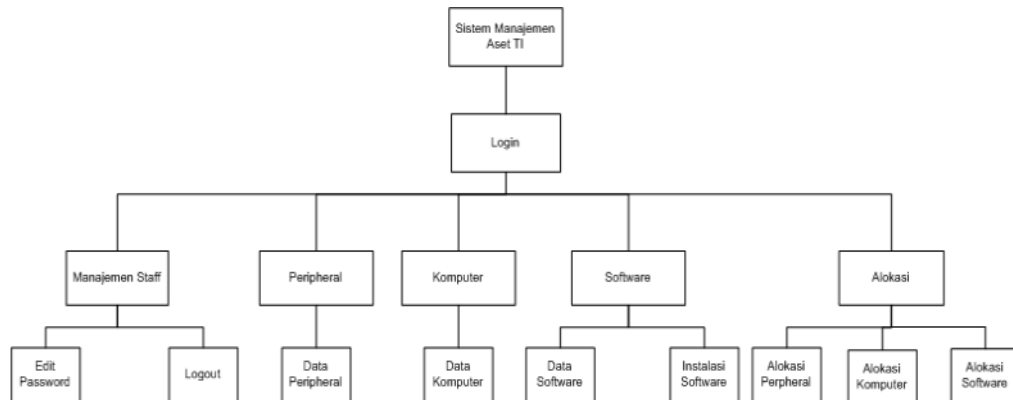 Sistem Manajemen
Aset TI
Login
Manajemen Staff
Peripheral
Komputer
Software
Alokasi
Edit
Password
Logout
Data
Peripheral
Data
Komputer
Data
Software
Instalasi
Software
Alokasi
Perpheral
Alokasi
Komputer
Alokasi
Software